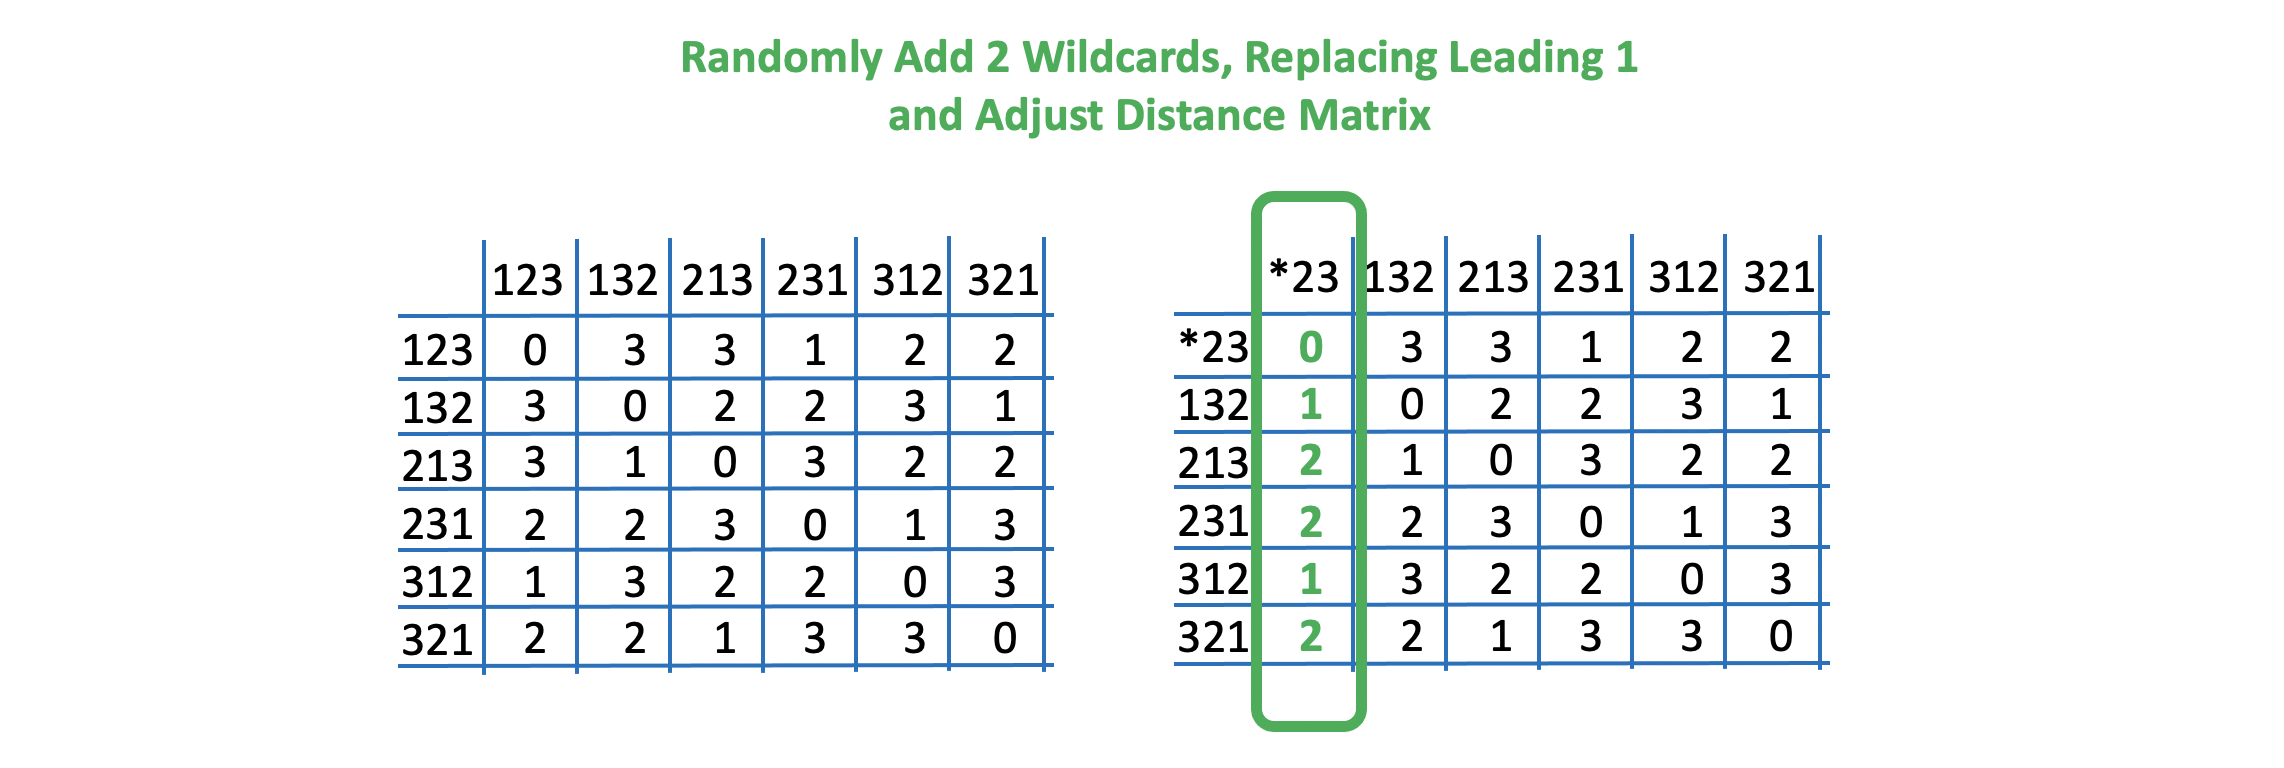 Randomly Add 2 Wildcards, Replacing Leading 1
and Adjust Distance Matrix
123 132 213 231 312 321
123 0 3 3 1 2 2
132 3 0 2 2 3 1
213 3 1 0 3 2 2
231 2 2 3 0 1 3
312 1 3 2 2 0 3
321 2 2 1 3 3 0
*23 132 213 231 312 321
*23 0 3 3 1 2 2
132 1 0 2 2 3 1
213 2 1 0 3 2 2
231 2 2 3 0 1 3
312 1 3 2 2 0 3
321 2 2 1 3 3 0